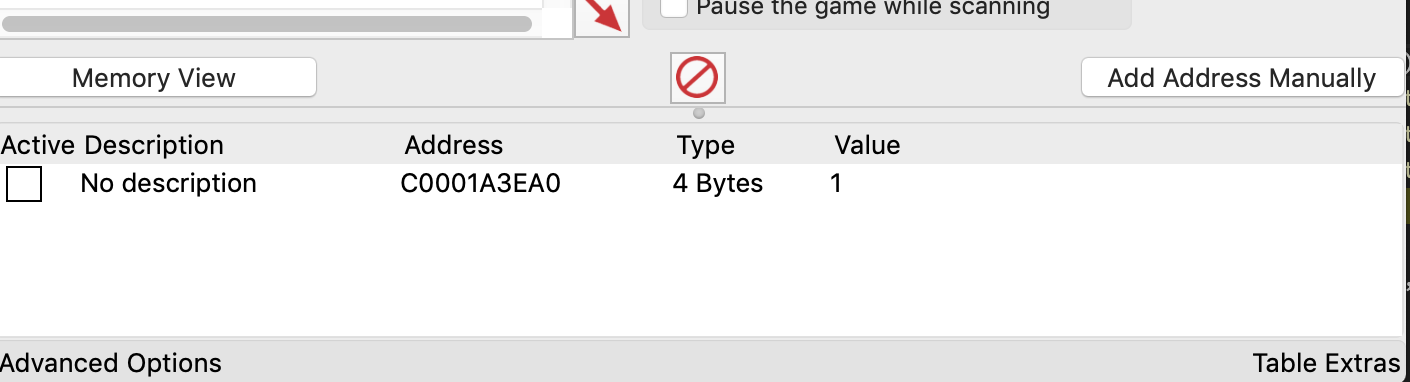 Pause the game while scanning
Memory View Add Address Manually
Active Description Address Type Value
No description C0001A3EA0 4 Bytes 1
Advanced Options Table Extras